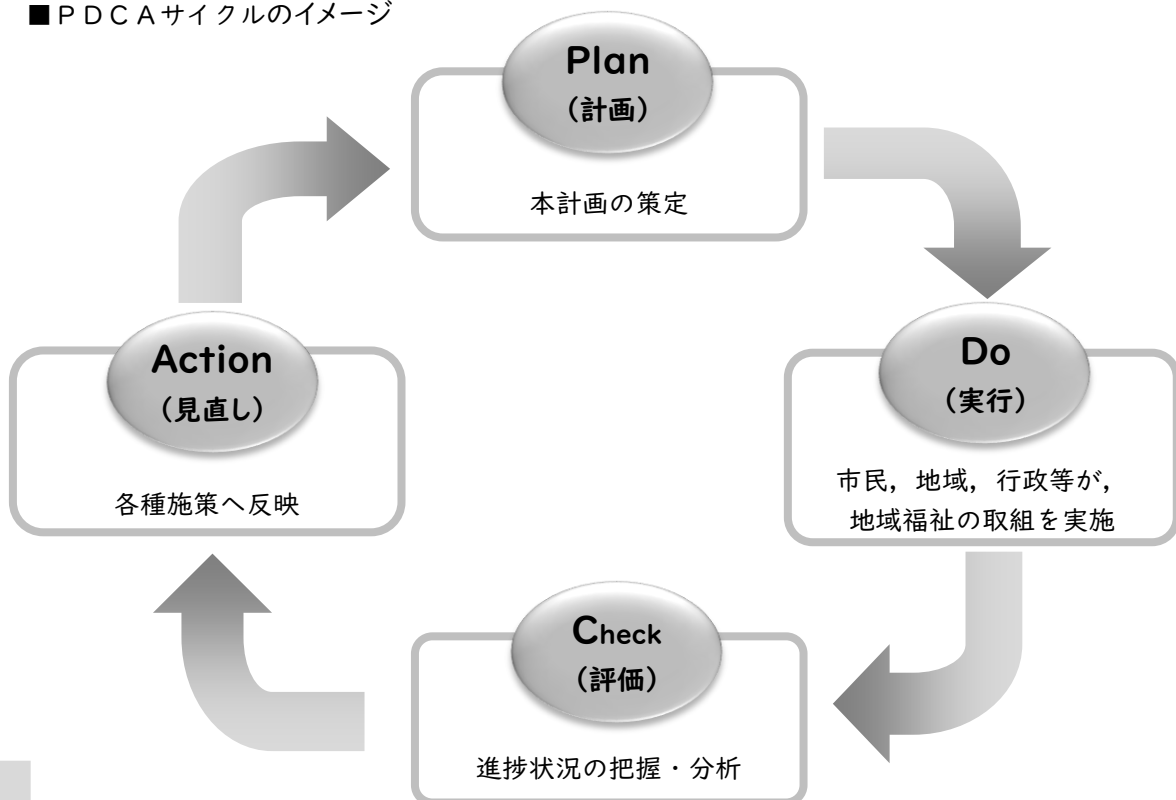 ■ＰＤＣＡサイクルのイメージ
Plan
（計画）
本計画の策定
Do
（実行）
市民，地域，行政等が，
地域福祉の取組を実施
Check
（評価）
進捗状況の把握・分析
Action
（見直し）
各種施策へ反映